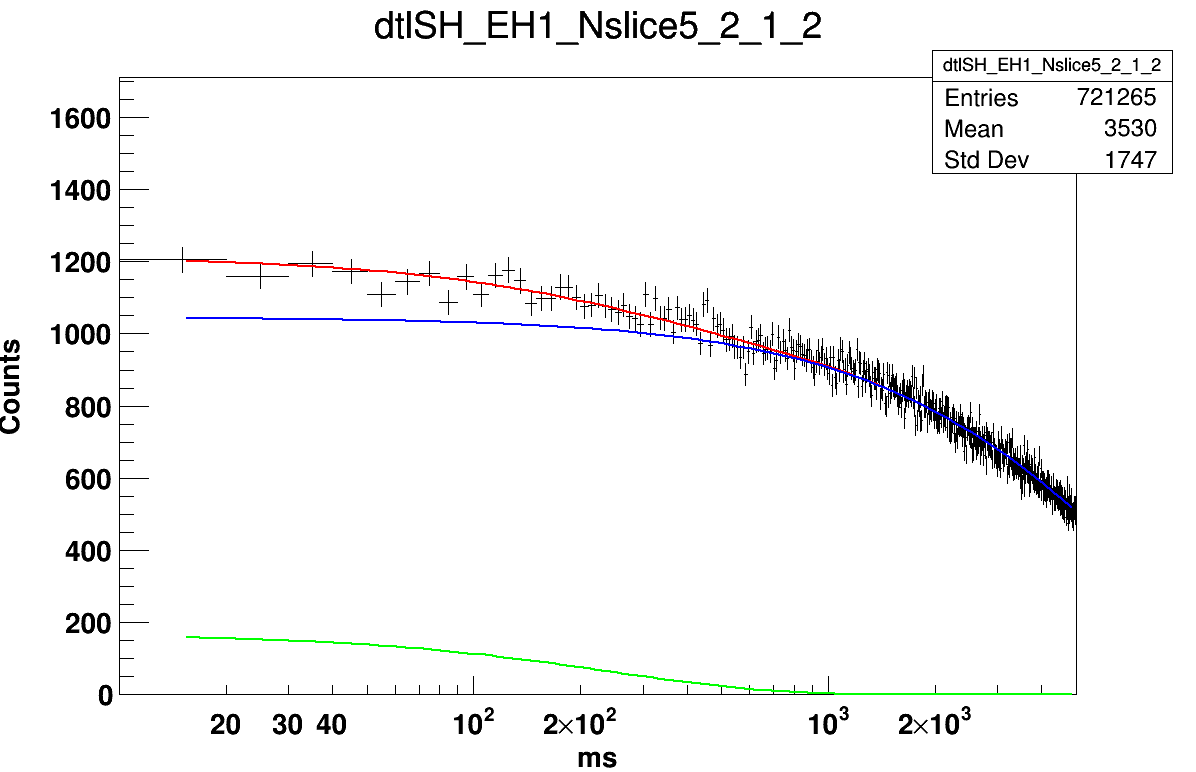 dtlSH_EH1_Nslice5_2_1_2
dtlSH_EH1_Nslice5_2_1_2
Entries 721265
Mean 3530
Std Dev 1747
1600
1400
1200
1000
800
600
400
200
0
Counts
20 30 40 10² 2×10² 10³ 2×10³
ms